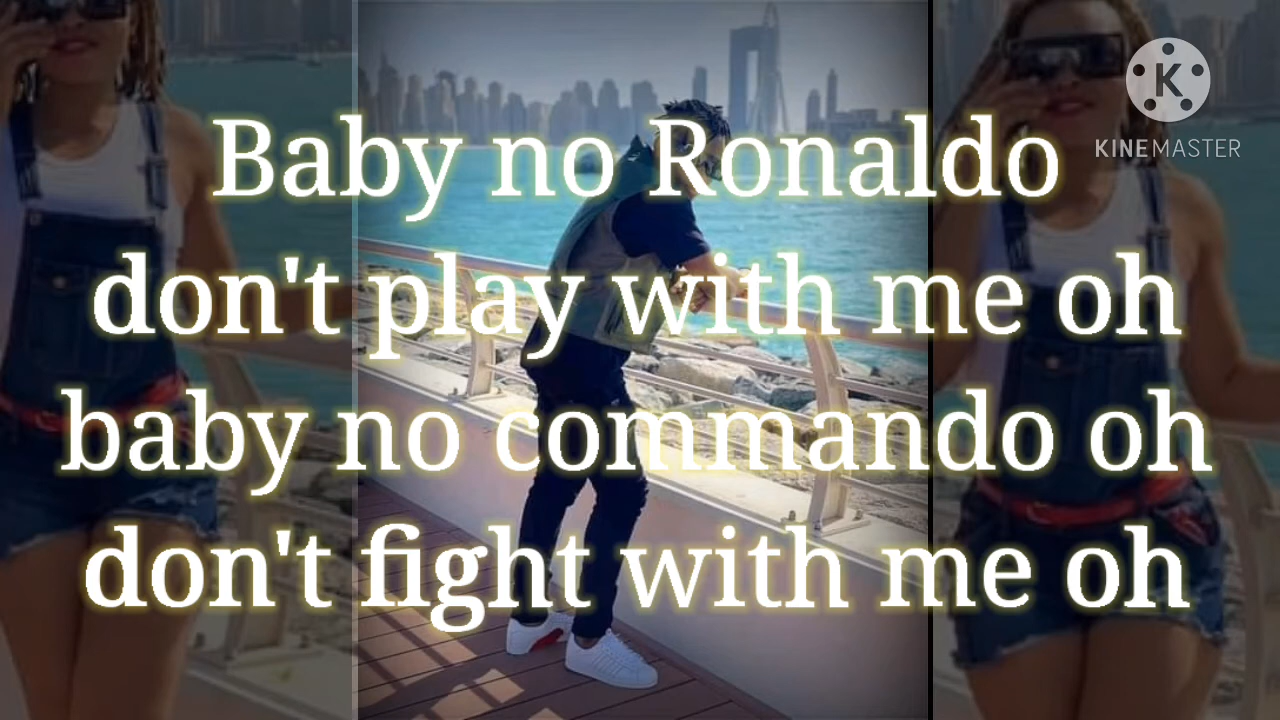 Baby no Ronaldo
don't play with me oh
baby no commando oh
don't fight with me oh
K
KINEMASTER